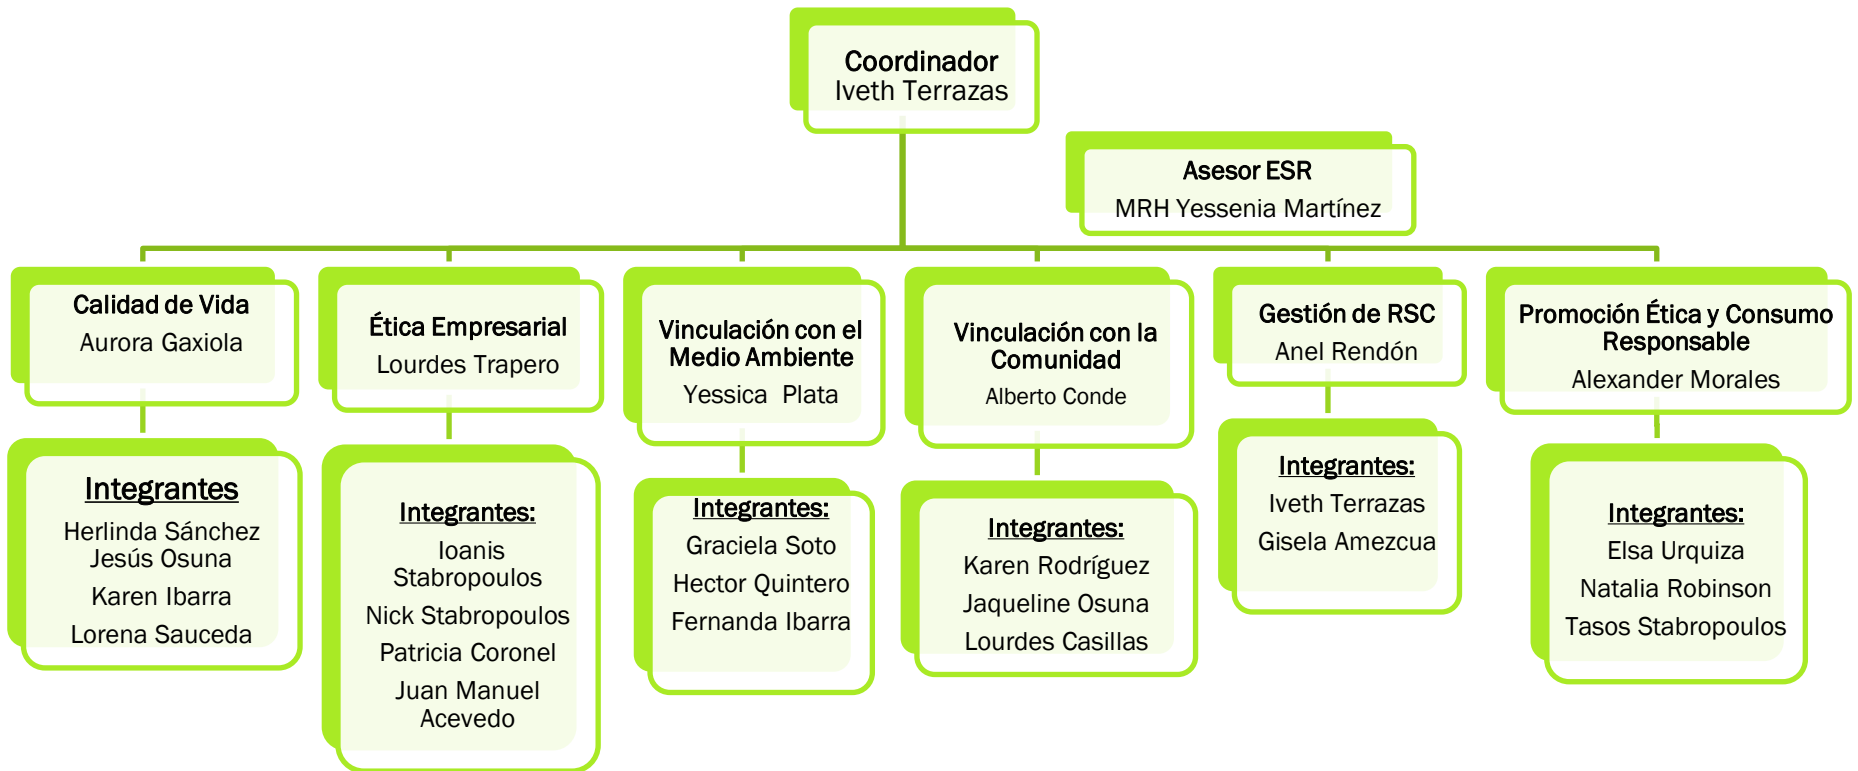 Coordinador
Iveth Terrazas
Asesor ESR
MRH Yessenia Martínez
Calidad de Vida
Aurora Gaxiola
Integrantes
Herlinda Sánchez
Jesús Osuna
Karen Ibarra
Lorena Sauceda
Ética Empresarial
Lourdes Trapero
Integrantes:
Ioanis
Stabropoulos
Nick Stabropoulos
Patricia Coronel
Juan Manuel
Acevedo
Vinculación con el
Medio Ambiente
Yessica  Plata
Integrantes:
Graciela Soto
Hector Quintero
Fernanda Ibarra
Vinculación con la
Comunidad
Alberto Conde
Integrantes:
Karen Rodríguez
Jaqueline Osuna
Lourdes Casillas
Gestión de RSC
Anel Rendón
Integrantes:
Iveth Terrazas
Gisela Amezcua
Promoción Ética y Consumo
Responsable
Alexander Morales
Integrantes:
Elsa Urquiza
Natalia Robinson
Tasos Stabropoulos